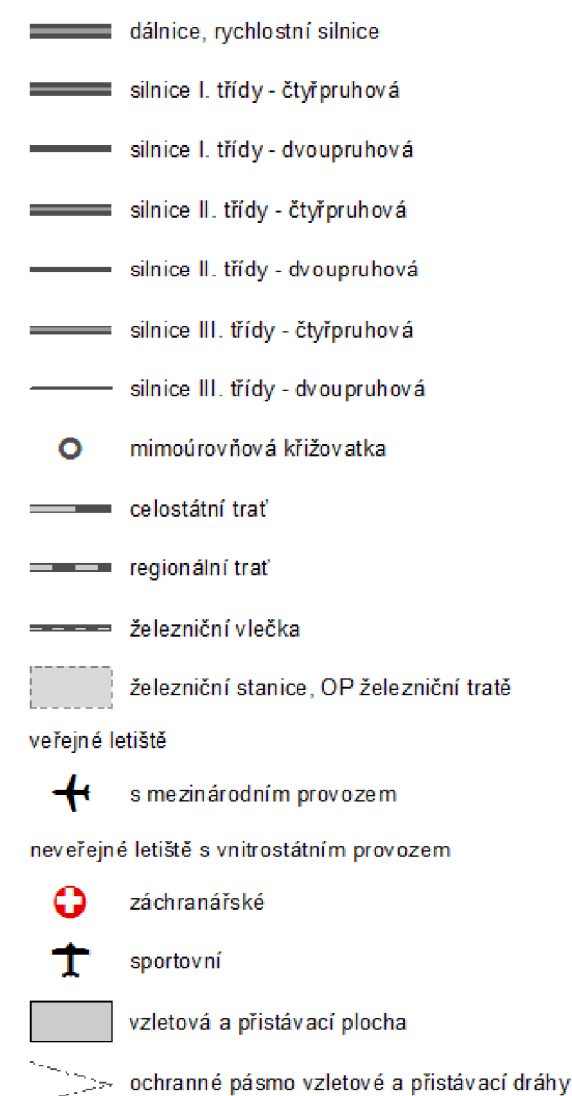 dálnice, rychlostní silnice
silnice I. třídy - čtyřpruhová
silnice I. třídy - dvoupruhová
silnice II. třídy - čtyřpruhová
silnice II. třídy - dvoupruhová
silnice III. třídy - čtyřpruhová
silnice III. třídy - dvoupruhová
mimoúrovňová křižovatka
celostátní trať
regionální trať
železniční vlečka
železniční stanice, OP železniční tratě
veřejné letiště
s mezinárodním provozem
neveřejné letiště s vnitrostátním provozem
záchranářské
sportovní
vzletová a přistávací plocha
ochranné pásmo vzletové a přistávací dráhy